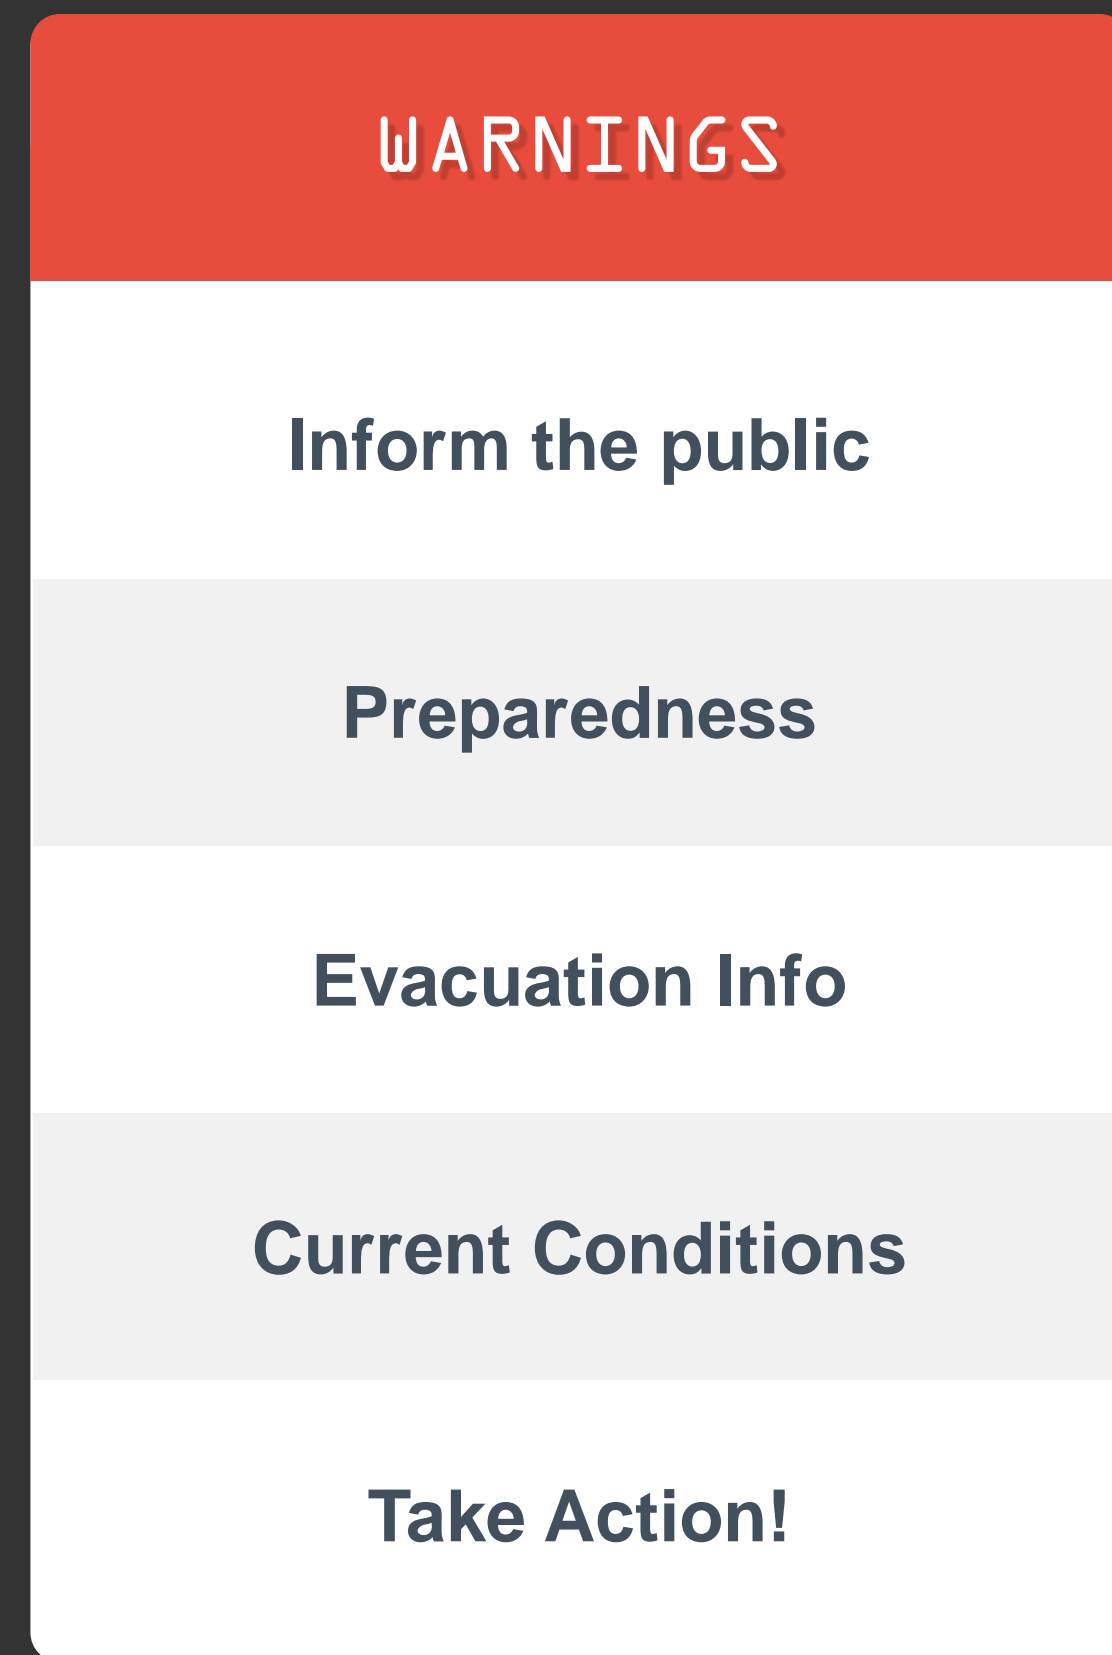 WARNINGS
Inform the public
Preparedness
Evacuation Info
Current Conditions
Take Action!